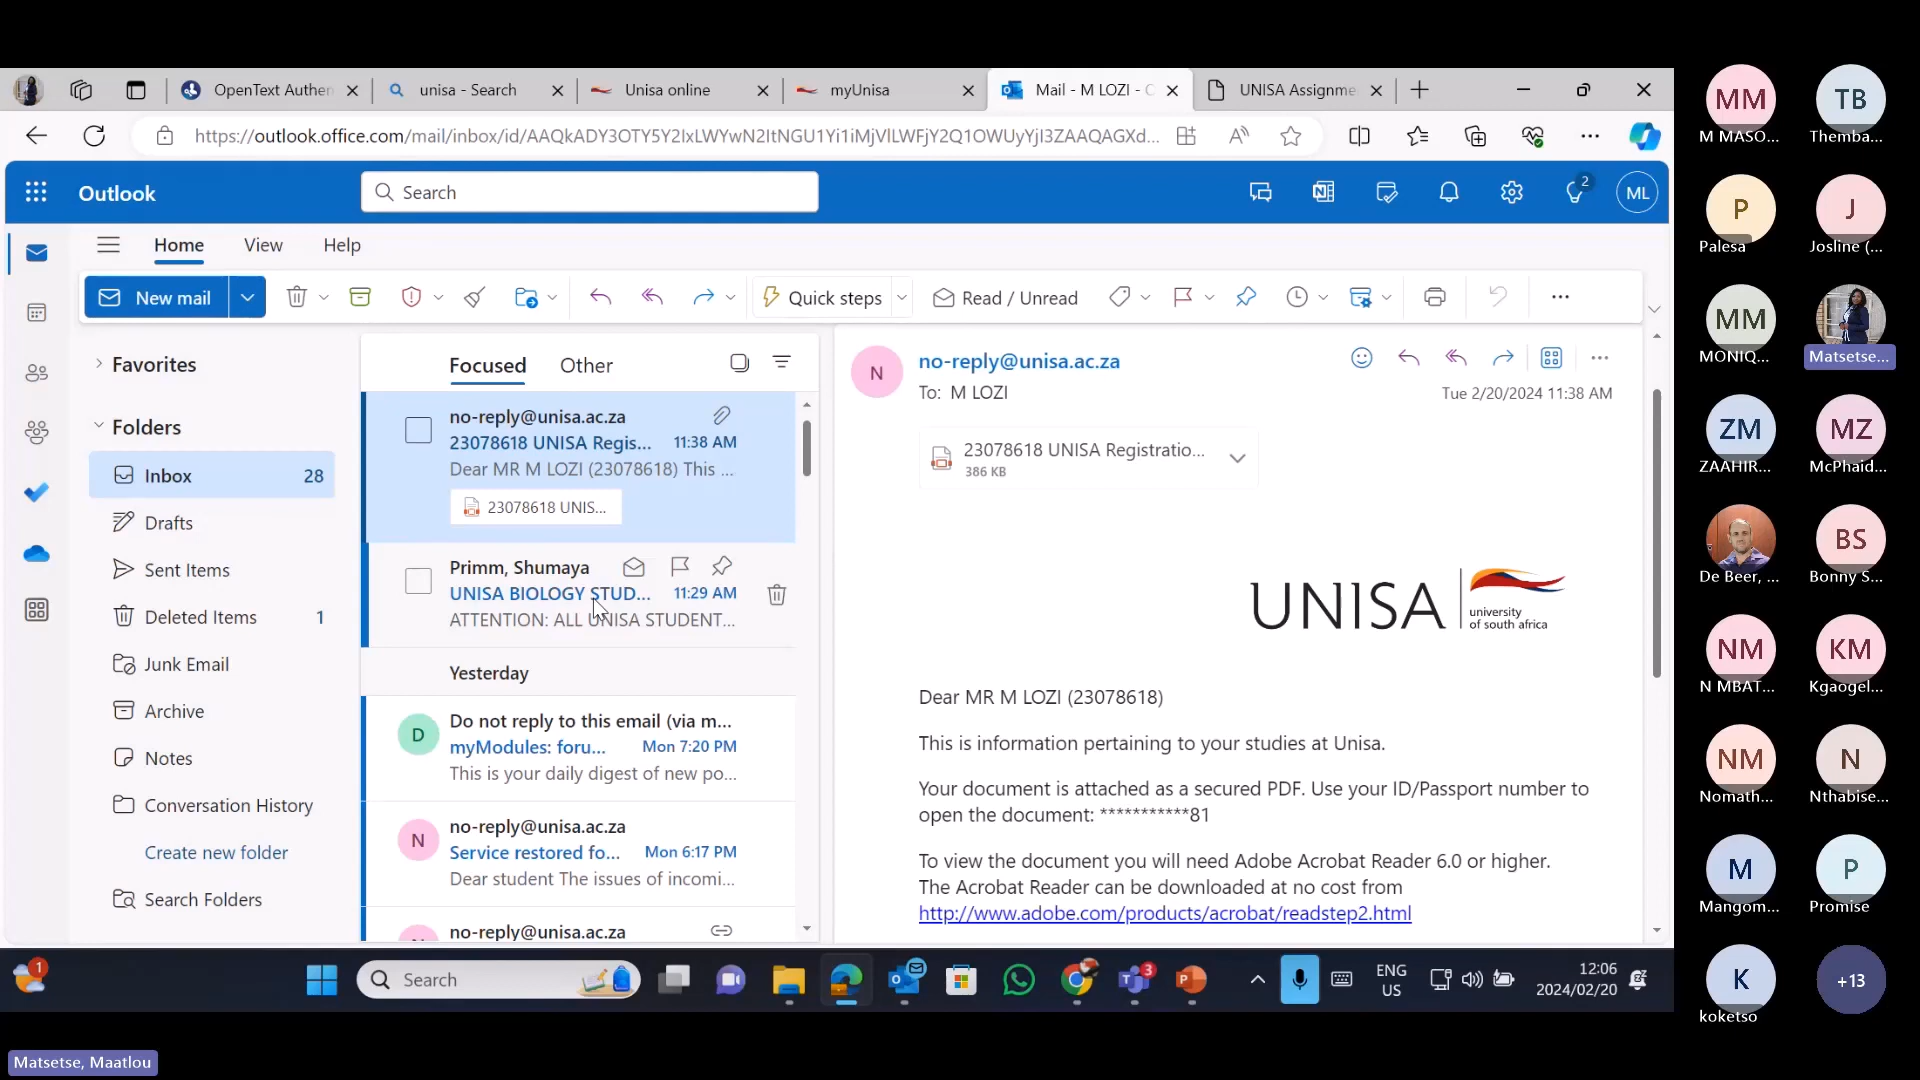 OpenText Authen
unisa - Search
Unisa online
myUnisa
Mail - M LOZI -
UNISA Assignme
https://outlook.office.com/mail/inbox/id/AAQkADY3OTY5Y2IxLWYwN2ItNGU1Yi1iMjVlLWFjY2Q1OWUyYjI3ZAAQAGXd...
Outlook
Search
2
ML
Home
View
Help
New mail
Quick steps
Read / Unread
Favorites
Folders
Inbox 28
Drafts
Sent Items
Deleted Items 1
Junk Email
Archive
Notes
Conversation History
Create new folder
Search Folders
Focused
Other
no-reply@unisa.ac.za
23078618 UNISA Regis... 11:38 AM
Dear MR M LOZI (23078618) This ...
23078618 UNIS...
Primm, Shumaya
UNISA BIOLOGY STUD... 11:29 AM
ATTENTION: ALL UNISA STUDENT...
Yesterday
D
Do not reply to this email (via m...
myModules: foru... Mon 7:20 PM
This is your daily digest of new po...
N
no-reply@unisa.ac.za
Service restored fo... Mon 6:17 PM
Dear student The issues of incomi...
no-reply@unisa.ac.za
N
no-reply@unisa.ac.za
To: M LOZI
Tue 2/20/2024 11:38 AM
23078618 UNISA Registratio...
386 KB
UNISA
university
of south africa
Dear MR M LOZI (23078618)
This is information pertaining to your studies at Unisa.
Your document is attached as a secured PDF. Use your ID/Passport number to
open the document: ***********81
To view the document you will need Adobe Acrobat Reader 6.0 or higher.
The Acrobat Reader can be downloaded at no cost from
http://www.adobe.com/products/acrobat/readstep2.html
1
Search
3
ENG
US
12:06
2024/02/20
MM
M MASO...
TB
Themba...
P
Palesa
J
Josline (...
MM
MONIQ...
Matsetse...
ZM
ZAAHIR...
MZ
McPhaid...
De Beer, ...
BS
Bonny S...
NM
N MBAT...
KM
Kgaogel...
NM
Nomath...
N
Nthabise...
M
Mangom...
P
Promise
K
koketso
+13
Matsetse, Maatlou